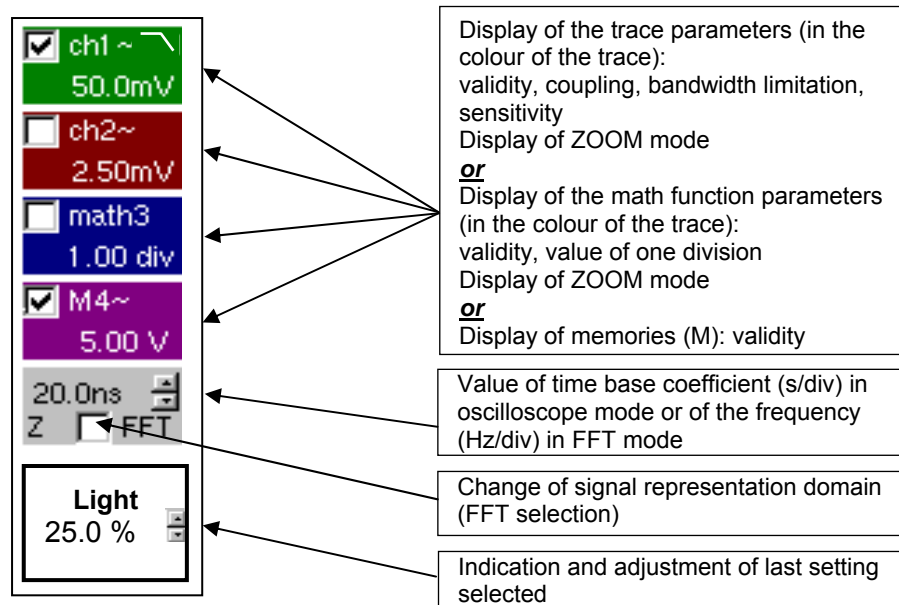 ch1 ~
50.0mV
ch2~
2.50mV
math3
1.00 div
M4~
5.00 V
20.0ns
Z FFT
Light
25.0 %
Display of the trace parameters (in the
colour of the trace):
validity, coupling, bandwidth limitation,
sensitivity
Display of ZOOM mode
or
Display of the math function parameters
(in the colour of the trace):
validity, value of one division
Display of ZOOM mode
or
Display of memories (M): validity
Value of time base coefficient (s/div) in
oscilloscope mode or of the frequency
(Hz/div) in FFT mode
Change of signal representation domain
(FFT selection)
Indication and adjustment of last setting
selected